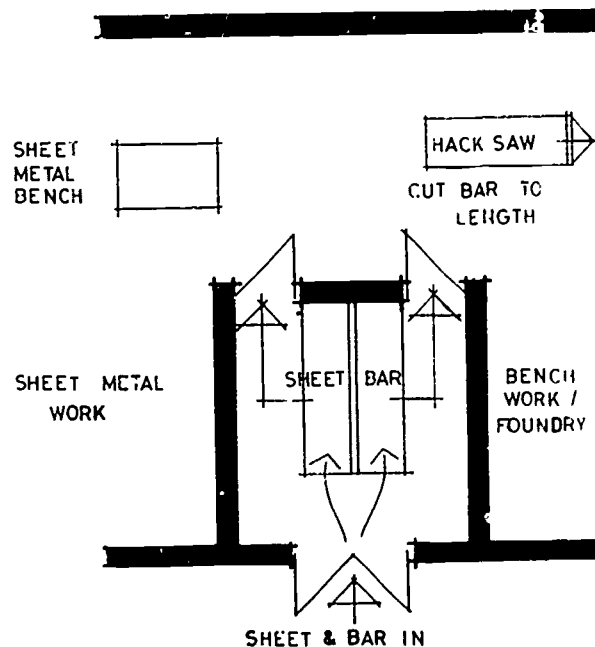 SHEET
METAL
BENCH
HACK SAW
CUT BAR TO
LENGTH
SHEET BAR
SHEET METAL
WORK
BENCH
WORK /
FOUNDRY
SHEET & BAR IN